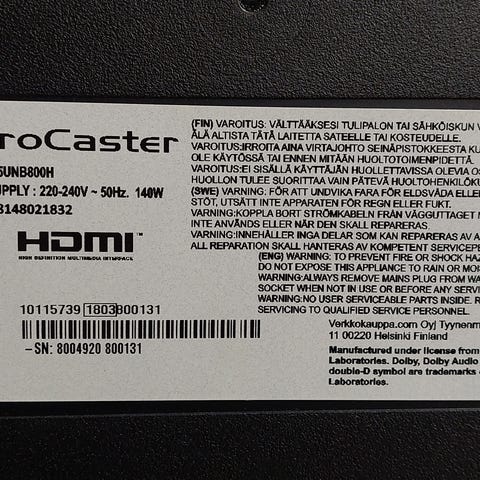 roCaster
5UNB800H
UPPLY : 220-240V ~ 50Hz. 140W
8148021832
HDMI™
HIGH DEFINITION MULTIMEDIA INTERFACE
10115739 1803 800131
-SN: 8004920 800131
(FIN) VAROITUS: VÄLTTÄÄKSESI TULIPALON TAI SÄHKÖISKUN V
ÄLÄ ALTISTA TÄTÄ LAITETTA SATEELLE TAI KOSTEUDELLE.
VAROITUS:IRROITA AINA VIRTAJOHTO SEINÄPISTOKKEESTA KU
OLE KÄYTÖSSÄ TAI ENNEN MITÄÄN HUOLTOTOIMENPIDETTÄ.
VAROITUS:EI SISÄLLÄ KÄYTTÄJÄN HUOLLETTAVISSA OLEVIA OS
HUOLLON TULEE SUORITTAA VAIN PÄTEVÄ HUOLTOHENKILÖKU
(SWE) VARNING: FÖR ATT UNDVIKA FARA FÖR ELDSVÅDA ELL
STÖT, UTSÄTT INTE APPARATEN FÖR REGN ELLER FUKT.
VARNING:KOPPLA BORT STRÖMKABELN FRÅN VÄGGUTTAGET M
INTE ANVÄNDS ELLER NÄR DEN SKALL REPARERAS.
VARNING:INNEHÅLLER INGA DELAR SOM KAN REPARERAS AV A
ALL REPARATION SKALL HANTERAS AV KOMPETENT SERVICEPE
(ENG) WARNING: TO PREVENT FIRE OR SHOCK HAZ
DO NOT EXPOSE THIS APPLIANCE TO RAIN OR MOIS
WARNING:ALWAYS REMOVE MAINS PLUG FROM WA
SOCKET WHEN NOT IN USE OR BEFORE ANY SERVI
WARNING:NO USER SERVICEABLE PARTS INSIDE. R
SERVICING TO QUALIFIED SERVICE PERSONNEL.
Verkkokauppa.com Oyj Tyynenm
11 00220 Helsinki Finland
Manufactured under license from
Laboratories. Dolby, Dolby Audio
double-D symbol are trademarks
Laboratories.